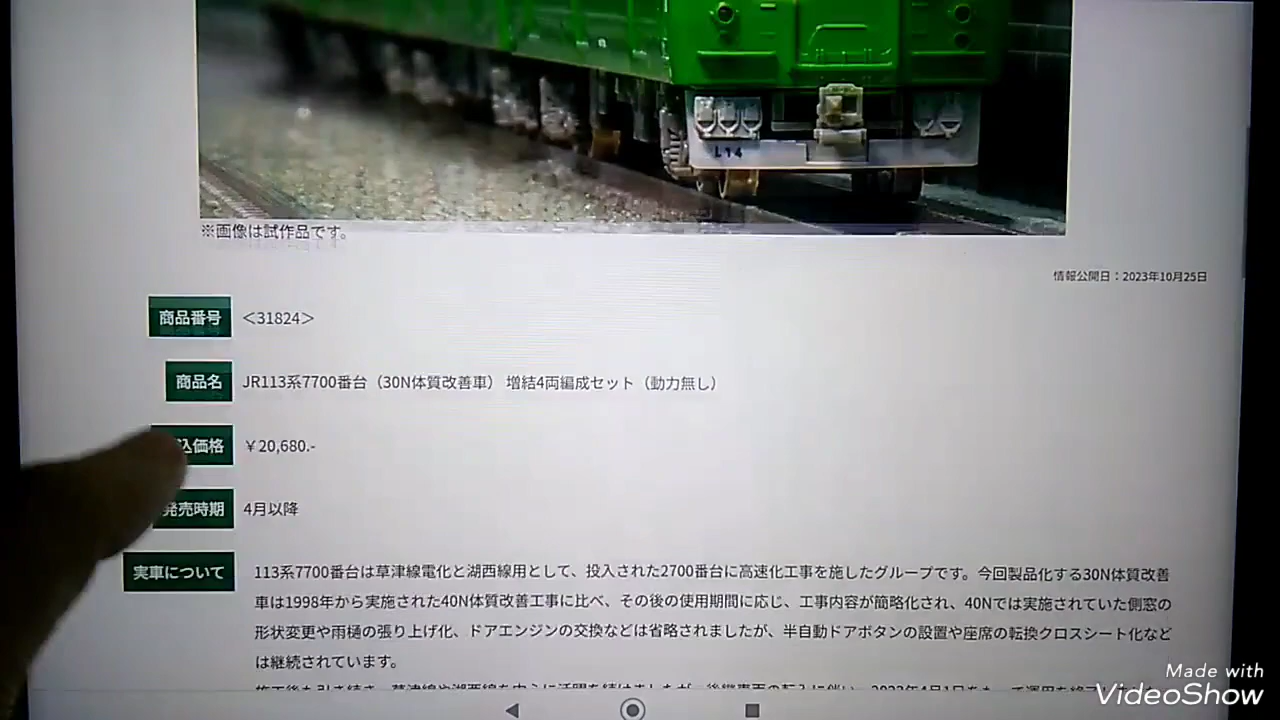 L14
※画像は試作品です。
情報公開日：2023年10月25日
商品番号 <31824>
商品名 JR113系7700番台（30N体質改善車） 増結4両編成セット（動力無し）
込価格 ￥20,680.-
発売時期 4月以降
実車について 113系7700番台は草津線電化と湖西線用として、投入された2700番台に高速化工事を施したグループです。今回製品化する30N体質改善
車は1998年から実施された40N体質改善工事に比べ、その後の使用期間に応じ、工事内容が簡略化され、40Nでは実施されていた側窓の
形状変更や雨樋の張り上げ化、ドアエンジンの交換などは省略されましたが、半自動ドアボタンの設置や座席の転換クロスシート化など
は継続されています。
Made with
VideoShow